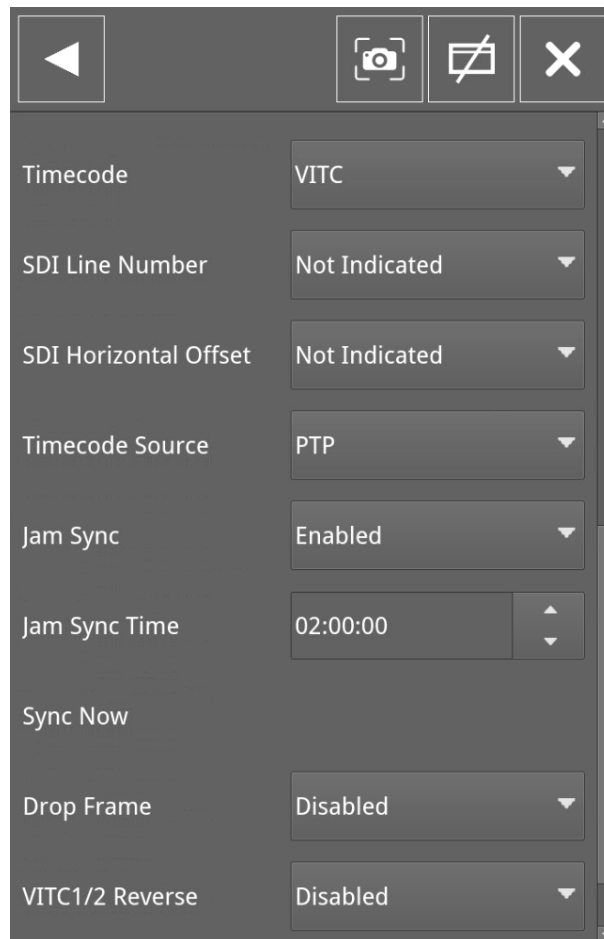 Timecode VITC
SDI Line Number Not Indicated
SDI Horizontal Offset Not Indicated
Timecode Source PTP
Jam Sync Enabled
Jam Sync Time 02:00:00
Sync Now
Drop Frame Disabled
VITC1/2 Reverse Disabled